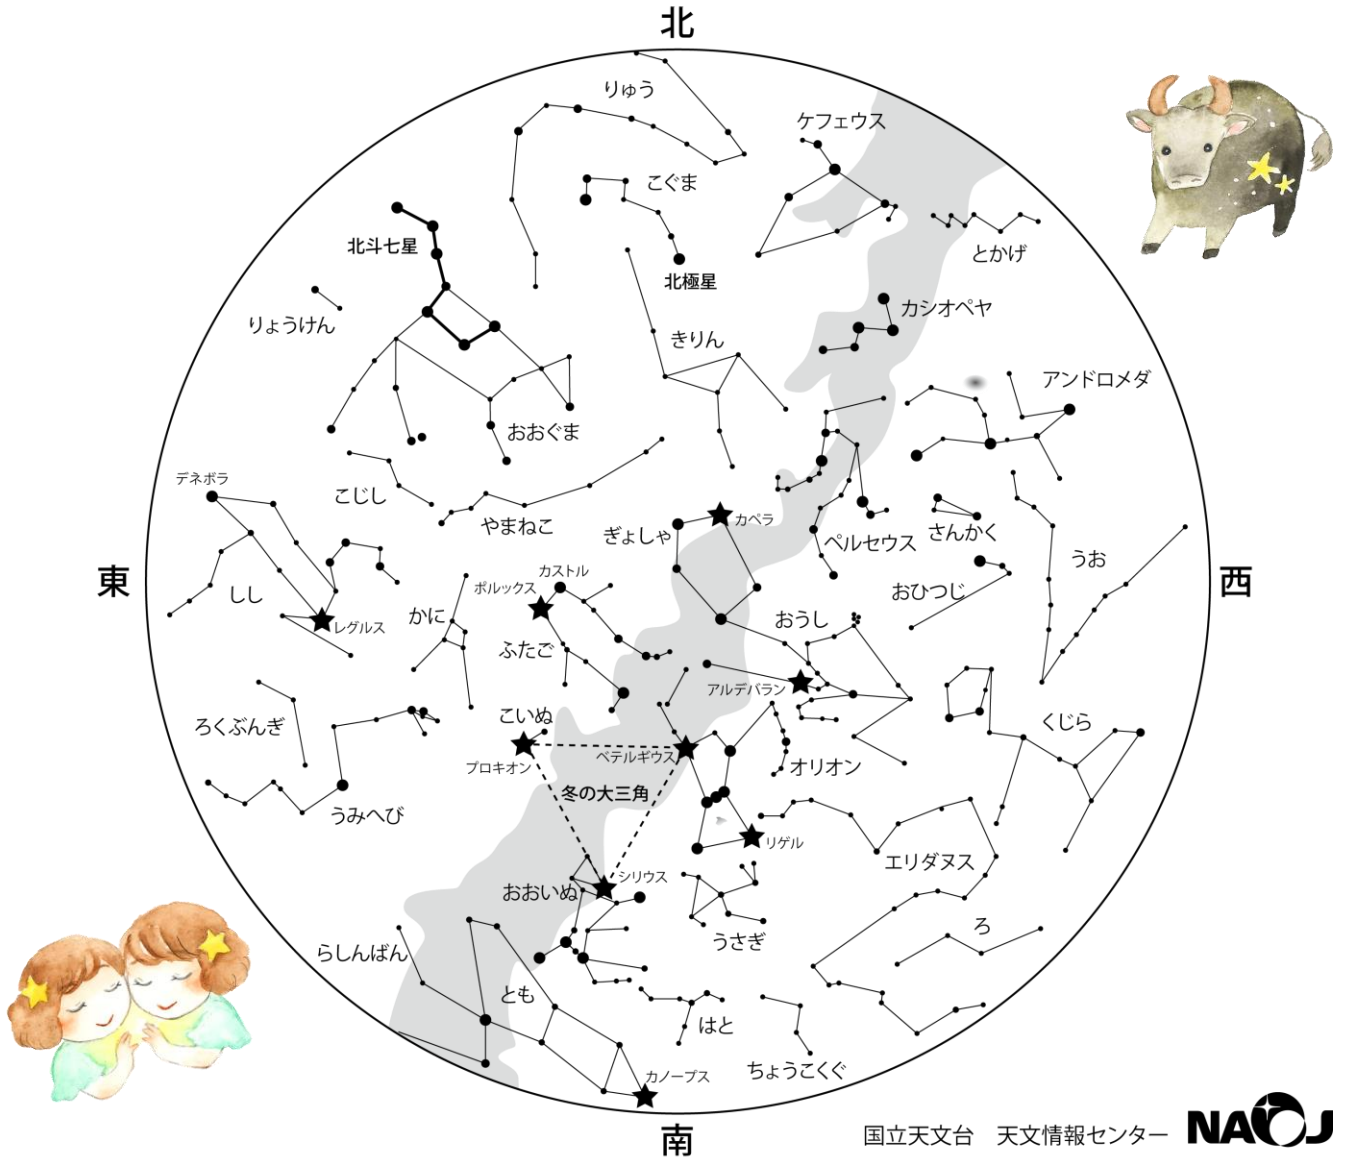 北
りゅう
ケフェウス
こぐま
北斗七星
とかげ
北極星
カシオペヤ
りょうけん
きりん
アンドロメダ
おおぐま
デネボラ
こじし
やまねこ
カペラ
ぎょしゃ
さんかく
ペルセウス
うお
東
西
カストル
ポルックス
しし
おひつじ
かに
レグルス
おうし
ふたご
アルデバラン
ろくぶんぎ
こいぬ
くじら
プロキオン
ベテルギウス
オリオン
冬の大三角
うみへび
リゲル
エリダヌス
シリウス
おおいぬ
うさぎ
ろ
らしんばん
とも
はと
ちょうこくぐ
カノープス
南
国立天文台 天文情報センター NAOJ